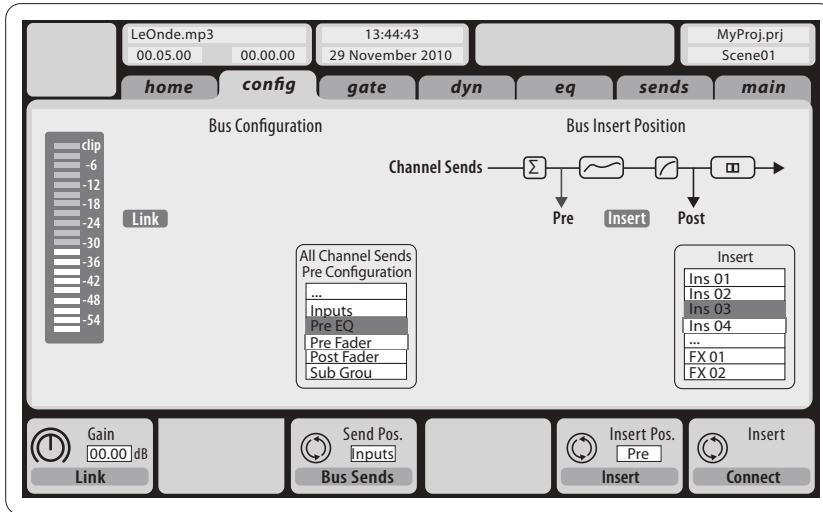 LeOnde.mp3
00.05.00 00.00.00
13:44:43
29 November 2010
MyProj.prj
Scene01
home config gate dyn eq sends main
Bus Configuration
Bus Insert Position
clip
-6
-12
-18
-24
-30
-36
-42
-48
-54
Link
Channel Sends
Σ
Pre Insert Post
All Channel Sends
Pre Configuration
...
Inputs
Pre EQ
Pre Fader
Post Fader
Sub Grou
Insert
Ins 01
Ins 02
Ins 03
Ins 04
...
FX 01
FX 02
Gain
00.00 dB
Link
Send Pos.
Inputs
Bus Sends
Insert Pos.
Pre
Insert
Insert
Connect